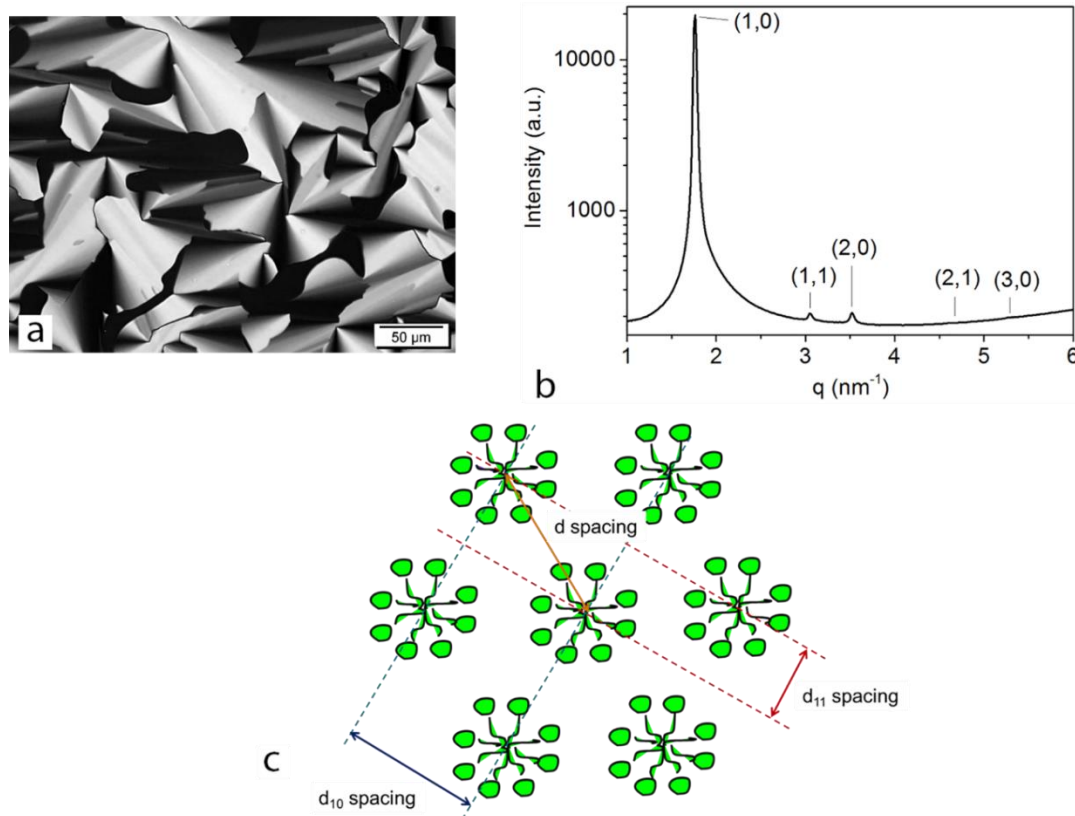 a
50 µm
Intensity (a.u.)
10000
1000
(1,0)
(1,1)
(2,0)
(2,1)
(3,0)
1 2 3 4 5 6
q (nm⁻¹)
b
d spacing
d₁₁ spacing
d₁₀ spacing
c